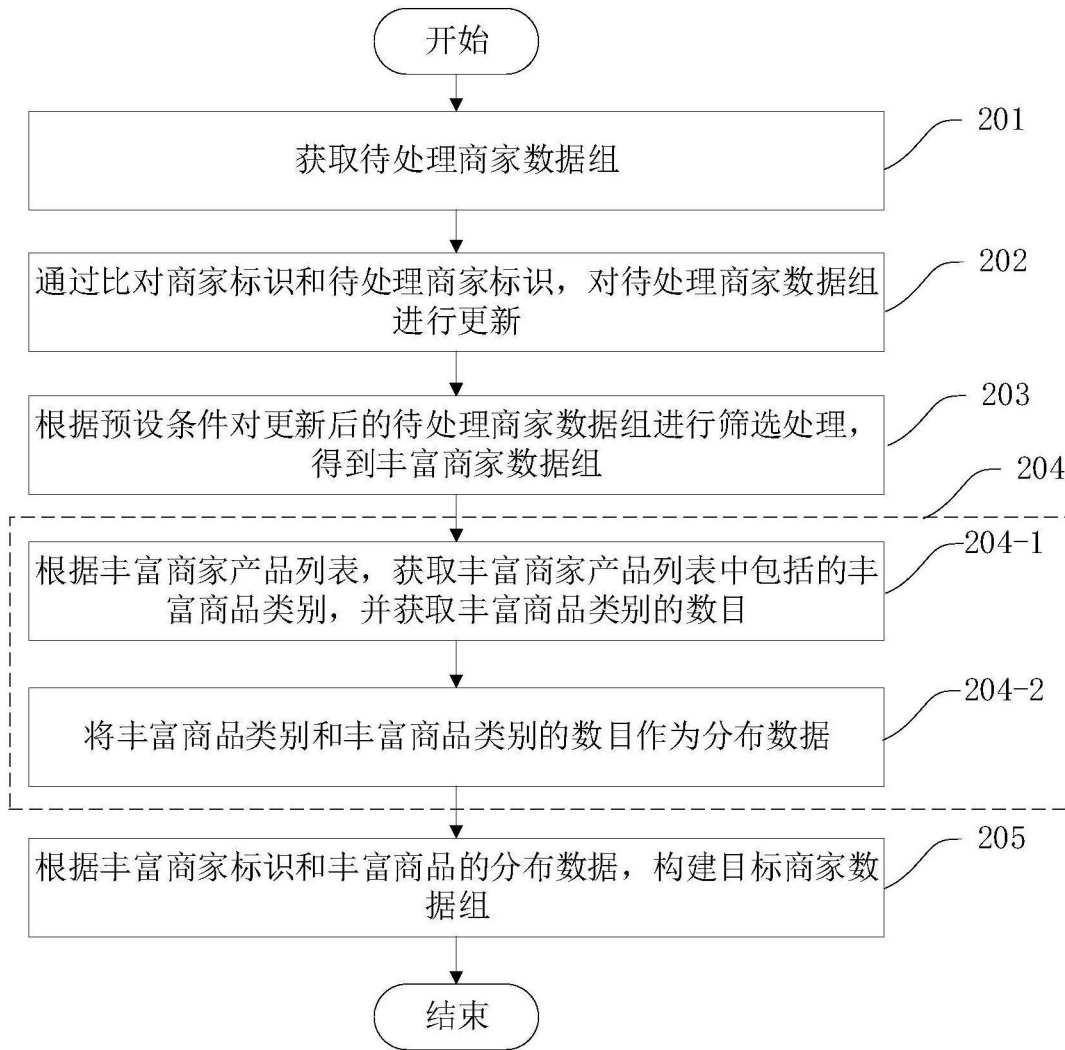 开始
201
获取待处理商家数据组
202
通过比对商家标识和待处理商家标识，对待处理商家数据组
进行更新
203
根据预设条件对更新后的待处理商家数据组进行筛选处理，
得到丰富商家数据组
204
204-1
根据丰富商家产品列表，获取丰富商家产品列表中包括的丰
富商品类别，并获取丰富商品类别的数目
204-2
将丰富商品类别和丰富商品类别的数目作为分布数据
205
根据丰富商家标识和丰富商品的分布数据，构建目标商家数
据组
结束